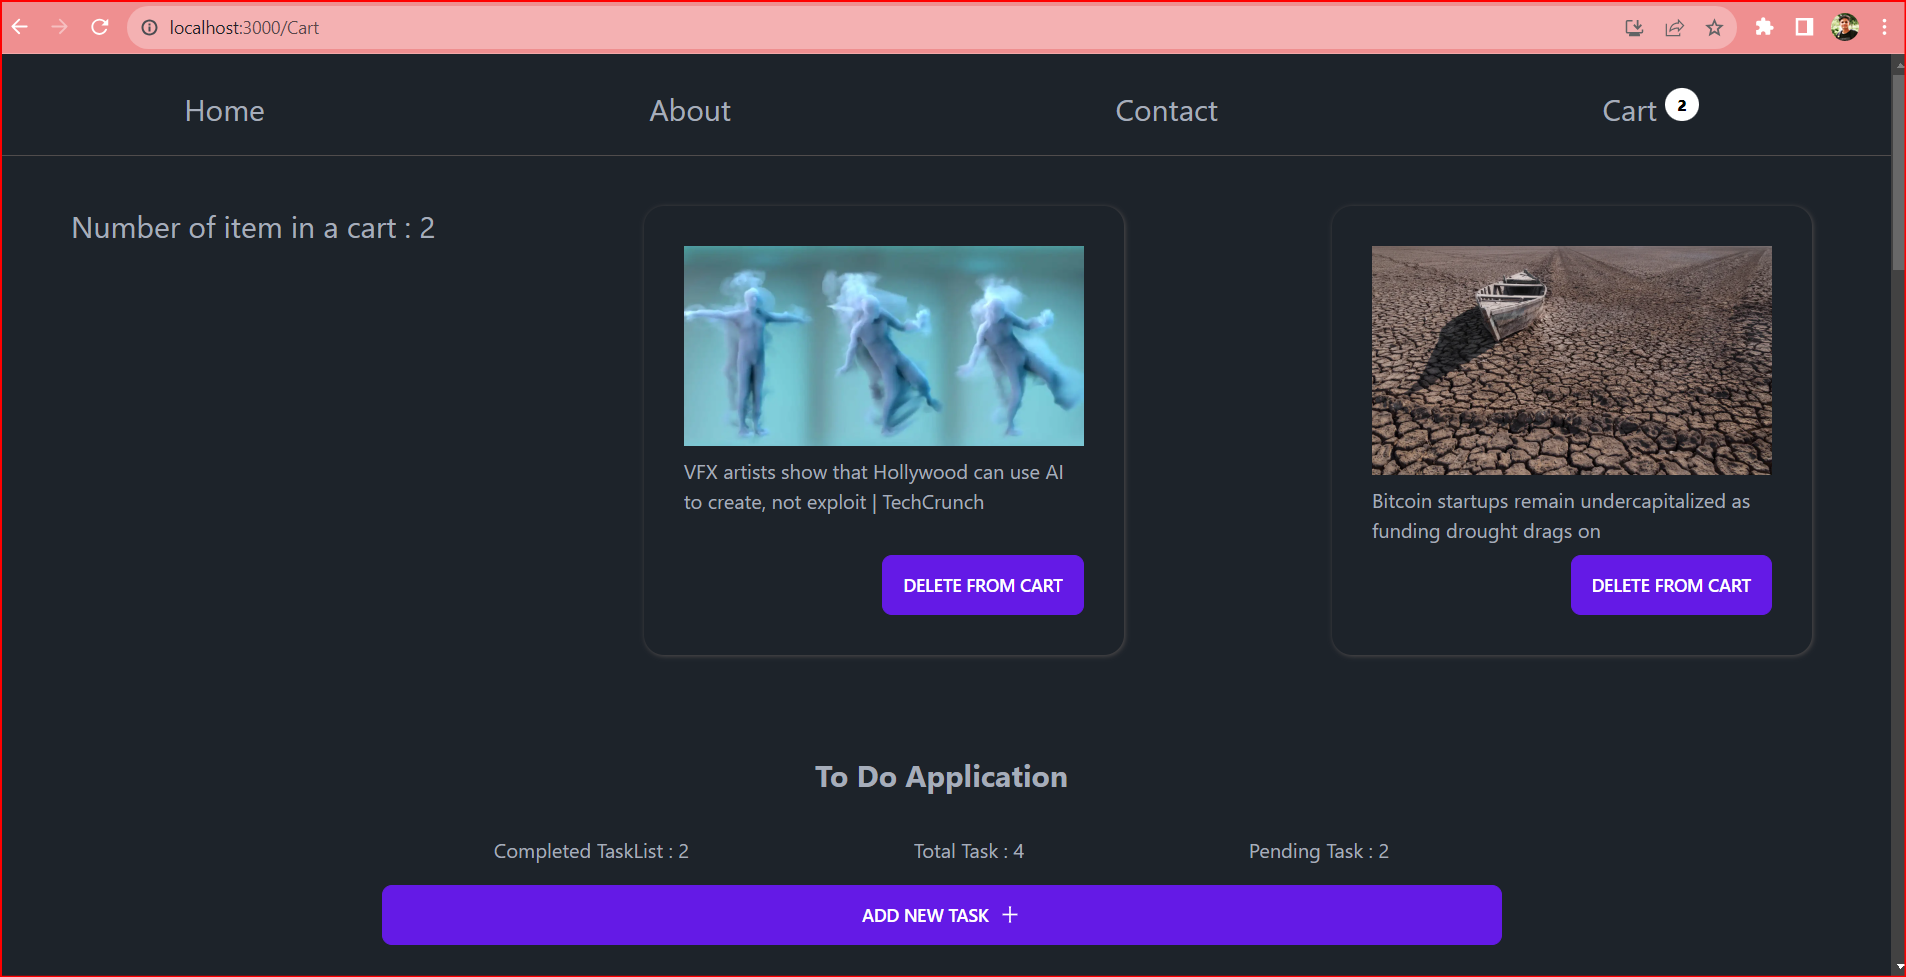 localhost:3000/Cart
Home About Contact Cart 2
Number of item in a cart : 2
VFX artists show that Hollywood can use AI
to create, not exploit | TechCrunch
DELETE FROM CART
Bitcoin startups remain undercapitalized as
funding drought drags on
DELETE FROM CART
To Do Application
Completed TaskList : 2 Total Task : 4 Pending Task : 2
ADD NEW TASK +